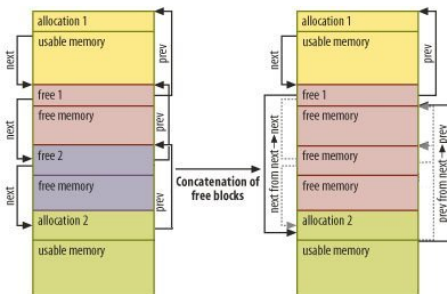 allocation 1
usable memory
next
prev
free 1
free memory
next
prev
free 2
free memory
next
prev
allocation 2
usable memory
Concatenation of
free blocks
allocation 1
usable memory
next
prev
free 1
free memory
free memory
free memory
next from next→next
prev from next→prev
allocation 2
usable memory